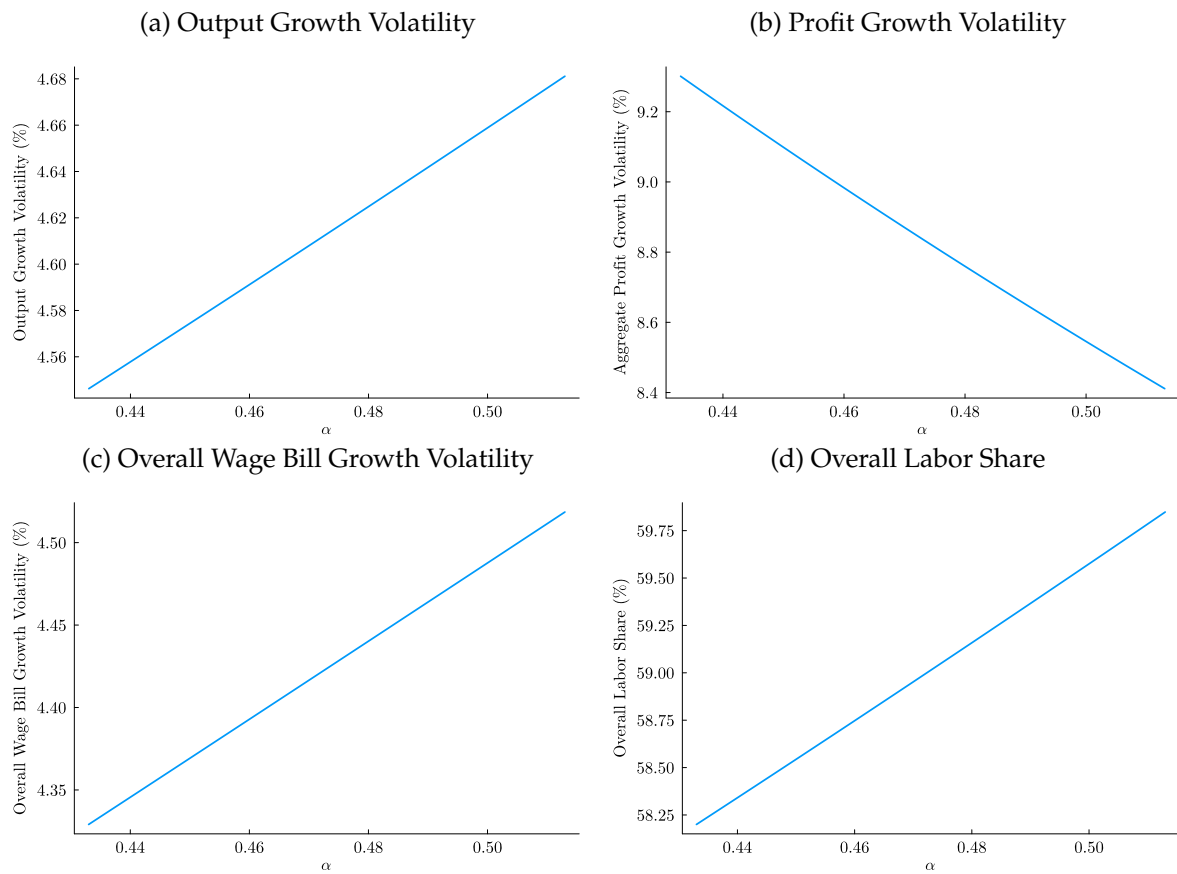 (a) Output Growth Volatility
Output Growth Volatility (%)
4.68
4.66
4.64
4.62
4.60
4.58
4.56
0.44 0.46 0.48 0.50
α
(b) Profit Growth Volatility
Aggregate Profit Growth Volatility (%)
9.2
9.0
8.8
8.6
8.4
0.44 0.46 0.48 0.50
α
(c) Overall Wage Bill Growth Volatility
Overall Wage Bill Growth Volatility (%)
4.50
4.45
4.40
4.35
0.44 0.46 0.48 0.50
α
(d) Overall Labor Share
Overall Labor Share (%)
59.75
59.50
59.25
59.00
58.75
58.50
58.25
0.44 0.46 0.48 0.50
α